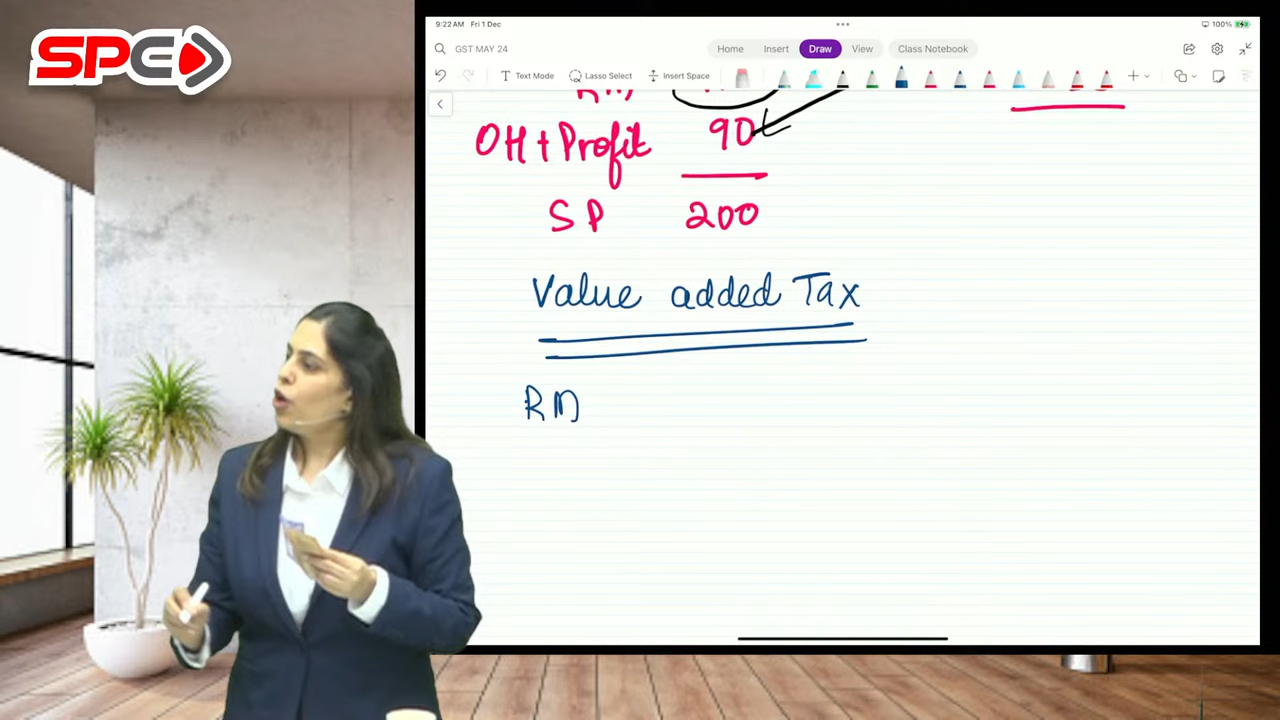 SPED
9:22 AM Fri 1 Dec
100%
GST MAY 24
Home Insert Draw View Class Notebook
Text Mode Lasso Select Insert Space
OH + Profit 90
SP 200
Value added Tax
RM